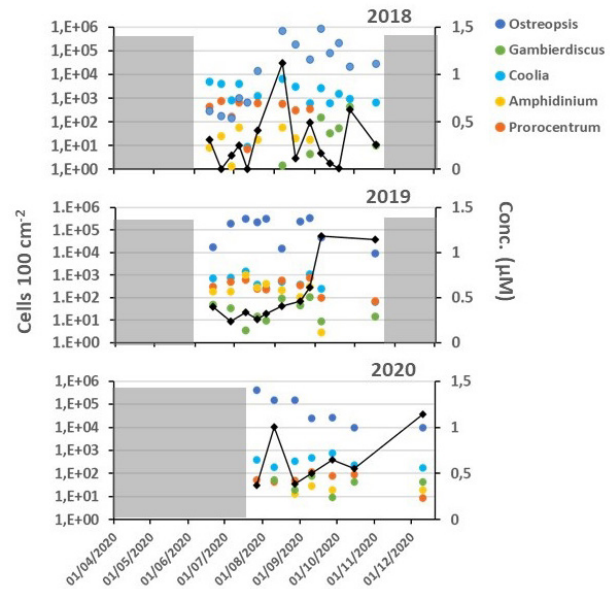 2018
1,E+06
1,E+05
1,E+04
1,E+03
1,E+02
1,E+01
1,E+00
1,5
1
0,5
0
Ostreopsis
Gambierdiscus
Coolia
Amphidinium
Prorocentrum
2019
1,E+06
1,E+05
1,E+04
1,E+03
1,E+02
1,E+01
1,E+00
1,5
1
0,5
0
Cells 100 cm-2
Conc. (µM)
2020
1,E+06
1,E+05
1,E+04
1,E+03
1,E+02
1,E+01
1,E+00
1,5
1
0,5
0
01/04/2020
01/05/2020
01/06/2020
01/07/2020
01/08/2020
01/09/2020
01/10/2020
01/11/2020
01/12/2020